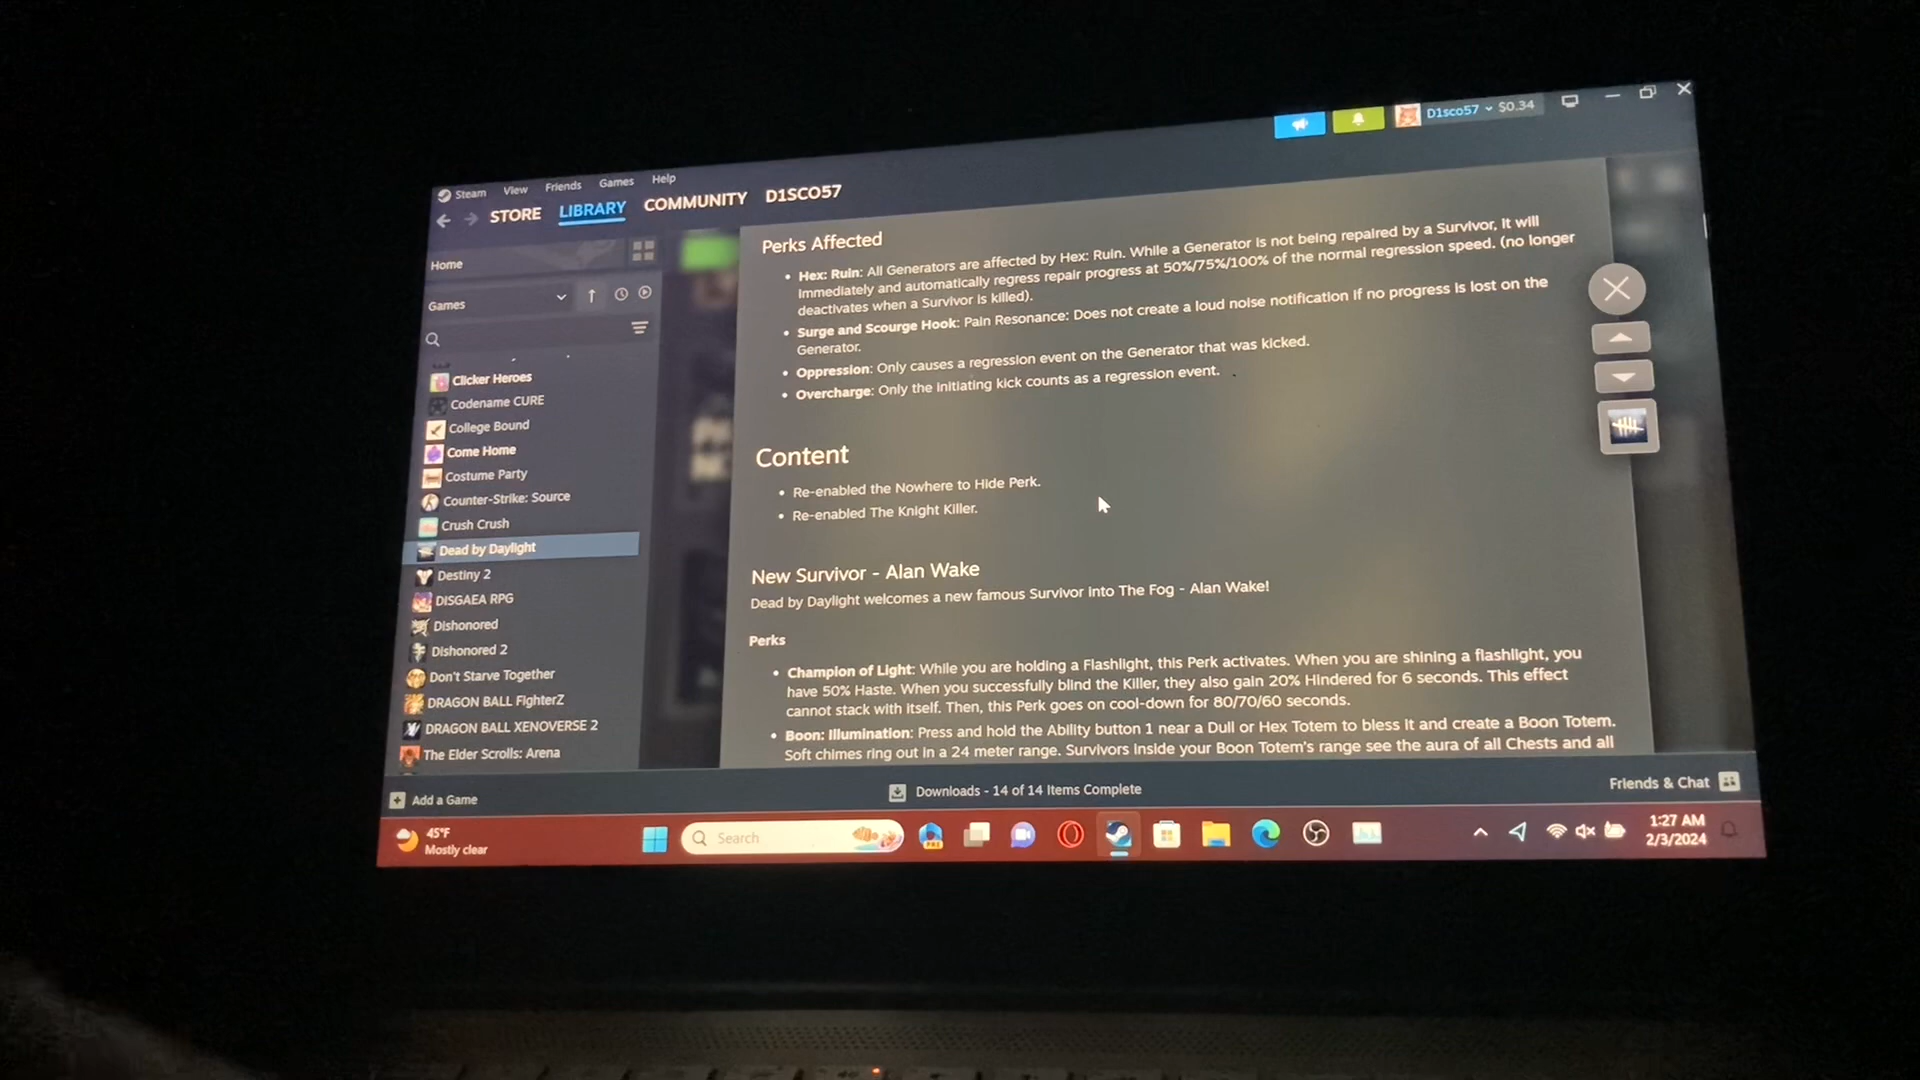 D1sco57 $0.34
Steam View Friends Games Help
STORE LIBRARY COMMUNITY D1SCO57
Home
Games
Clicker Heroes
Codename CURE
College Bound
Come Home
Costume Party
Counter-Strike: Source
Crush Crush
Dead by Daylight
Destiny 2
DISGAEA RPG
Dishonored
Dishonored 2
Don't Starve Together
DRAGON BALL FighterZ
DRAGON BALL XENOVERSE 2
The Elder Scrolls: Arena
Perks Affected
• Hex: Ruin: All Generators are affected by Hex: Ruin. While a Generator is not being repaired by a Survivor, it will
immediately and automatically regress repair progress at 50%/75%/100% of the normal regression speed. (no longer
deactivates when a Survivor is killed).
• Surge and Scourge Hook: Pain Resonance: Does not create a loud noise notification if no progress is lost on the
Generator.
• Oppression: Only causes a regression event on the Generator that was kicked.
• Overcharge: Only the initiating kick counts as a regression event.
Content
• Re-enabled the Nowhere to Hide Perk.
• Re-enabled The Knight Killer.
New Survivor - Alan Wake
Dead by Daylight welcomes a new famous Survivor into The Fog - Alan Wake!
Perks
• Champion of Light: While you are holding a Flashlight, this Perk activates. When you are shining a flashlight, you
have 50% Haste. When you successfully blind the Killer, they also gain 20% Hindered for 6 seconds. This effect
cannot stack with itself. Then, this Perk goes on cool-down for 80/70/60 seconds.
• Boon: Illumination: Press and hold the Ability button 1 near a Dull or Hex Totem to bless it and create a Boon Totem.
Soft chimes ring out in a 24 meter range. Survivors inside your Boon Totem's range see the aura of all Chests and all
Add a Game
Downloads - 14 of 14 Items Complete
Friends & Chat
45°F
Mostly clear
Search
PRE
1:27 AM
2/3/2024